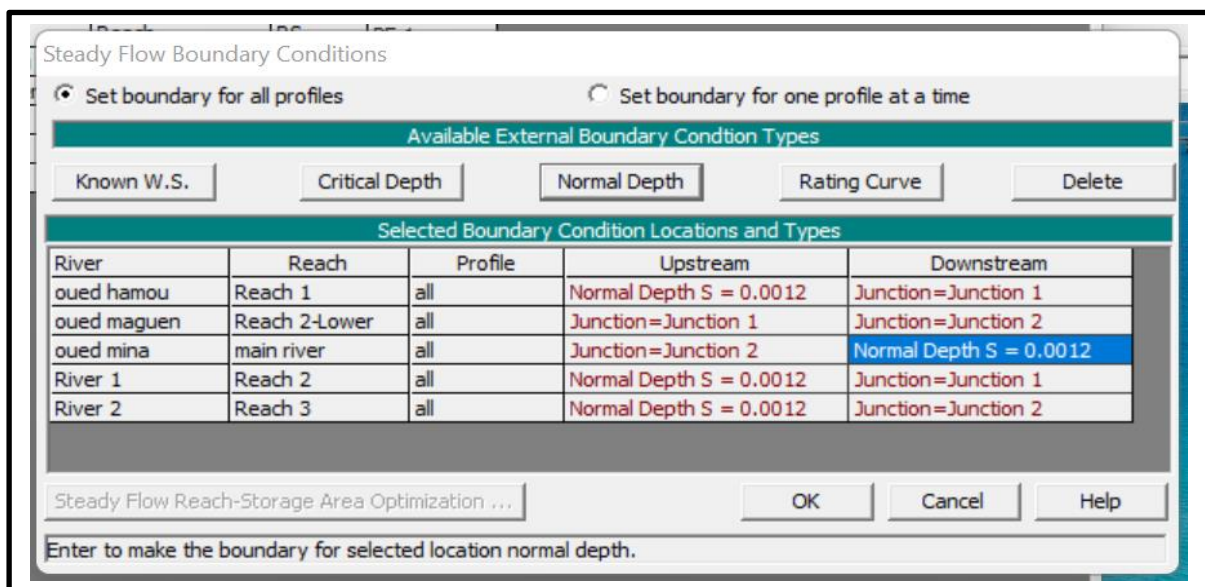 Steady Flow Boundary Conditions
Set boundary for all profiles Set boundary for one profile at a time
Available External Boundary Condtion Types
Known W.S. Critical Depth Normal Depth Rating Curve Delete
Selected Boundary Condition Locations and Types
River Reach Profile Upstream Downstream
oued hamou Reach 1 all Normal Depth S = 0.0012 Junction=Junction 1
oued maguen Reach 2-Lower all Junction=Junction 1 Junction=Junction 2
oued mina main river all Junction=Junction 2 Normal Depth S = 0.0012
River 1 Reach 2 all Normal Depth S = 0.0012 Junction=Junction 1
River 2 Reach 3 all Normal Depth S = 0.0012 Junction=Junction 2
Steady Flow Reach-Storage Area Optimization ... OK Cancel Help
Enter to make the boundary for selected location normal depth.